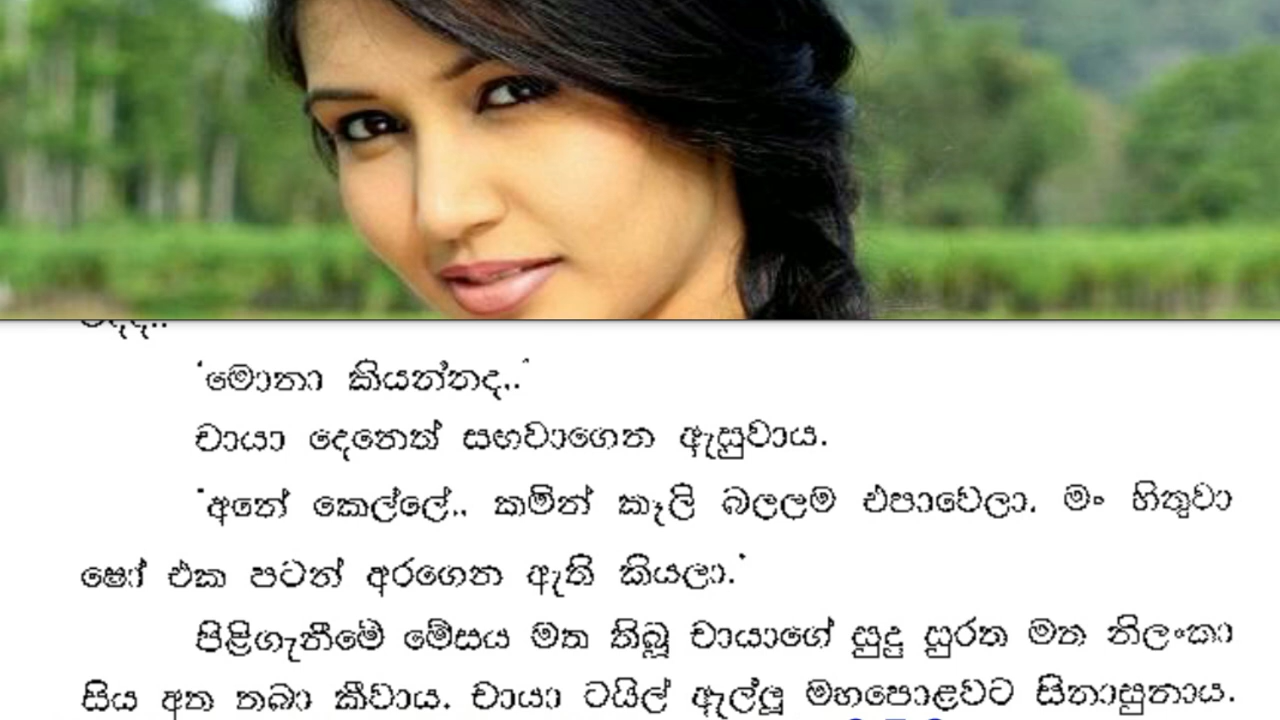 'මොනා කියන්නද..'
චායා දෙනෙත් සඟවාගෙන ඇසුවාය.
'අනේ කෙල්ලේ.. කමින් කෑලි බලලම එපාවෙලා. මං හිතුවා
ෂෝ එක පටන් අරගෙන ඇති කියලා.'
පිළිගැනීමේ මේසය මත තිබූ චායාගේ සුදු සුරත මත නිලංකා
සිය අත තබා කීවාය. චායා ටයිල් ඇල්ලූ මහපොළවට සිනාසුනාය.